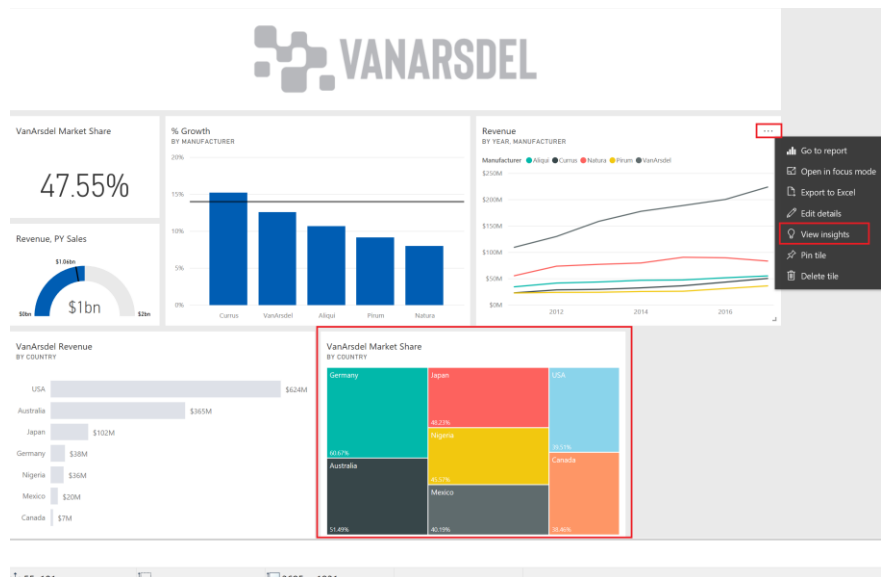 VANARSDEL
VanArsdel Market Share
47.55%
% Growth
BY MANUFACTURER
20%
15%
10%
5%
0%
Currus VanArsdel Aliqui Pirum Natura
Revenue
BY YEAR, MANUFACTURER
...
Manufacturer Aliqui Currus Natura Pirum VanArsdel
$250M
$200M
$150M
$100M
$50M
$0M
2012 2014 2016
Go to report
Open in focus mode
Export to Excel
Edit details
View insights
Pin tile
Delete tile
Revenue, PY Sales
$1.06bn
$1bn
$0bn $2bn
VanArsdel Revenue
BY COUNTRY
USA $624M
Australia $365M
Japan $102M
Germany $38M
Nigeria $36M
Mexico $20M
Canada $7M
VanArsdel Market Share
BY COUNTRY
Germany
60.67%
Australia
51.49%
Japan
48.23%
Nigeria
Mexico
40.19%
USA
Canada